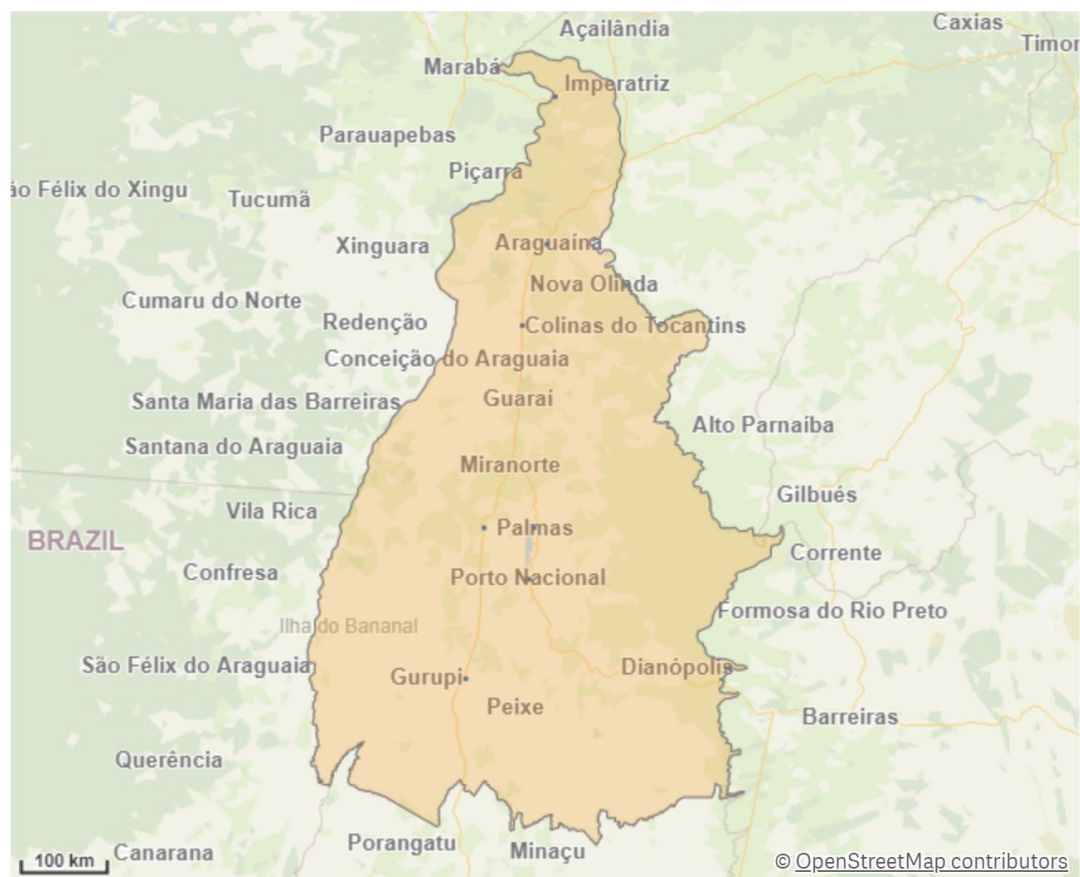 Açailândia
Caxias
Timor
Marabá
Imperatriz
Parauapebas
Piçarra
ão Félix do Xingu
Tucumã
Xinguara
Araguaína
Nova Olinda
Cumaru do Norte
Redenção
Colinas do Tocantins
Conceição do Araguaia
Santa Maria das Barreiras
Guaraí
Alto Parnaíba
Santana do Araguaia
Miranorte
Gilbués
Vila Rica
Palmas
BRAZIL
Corrente
Confresa
Porto Nacional
Formosa do Rio Preto
Ilha do Bananal
São Félix do Araguaia
Dianópolis
Gurupi
Peixe
Barreiras
Querência
Porangatu
Minaçu
Canarana
100 km
© OpenStreetMap contributors